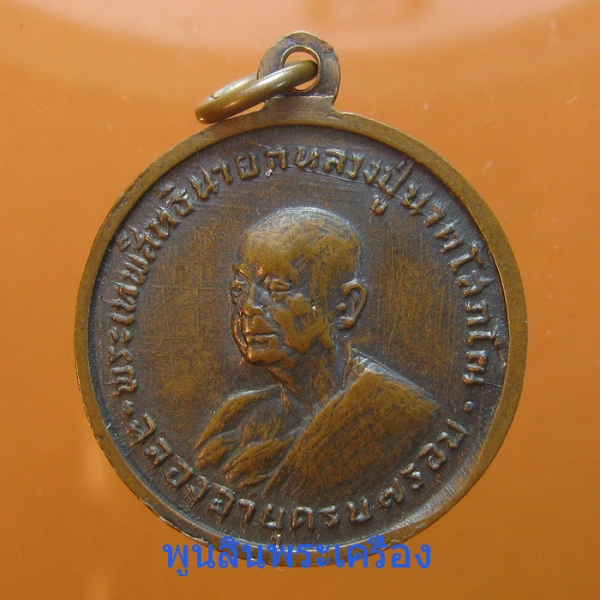 พระเทพสิทธินายกหลวงปู่นาคโสภโณ
ฉลองอายุครบ๗รอบ
พูนสินพระเครื่อง